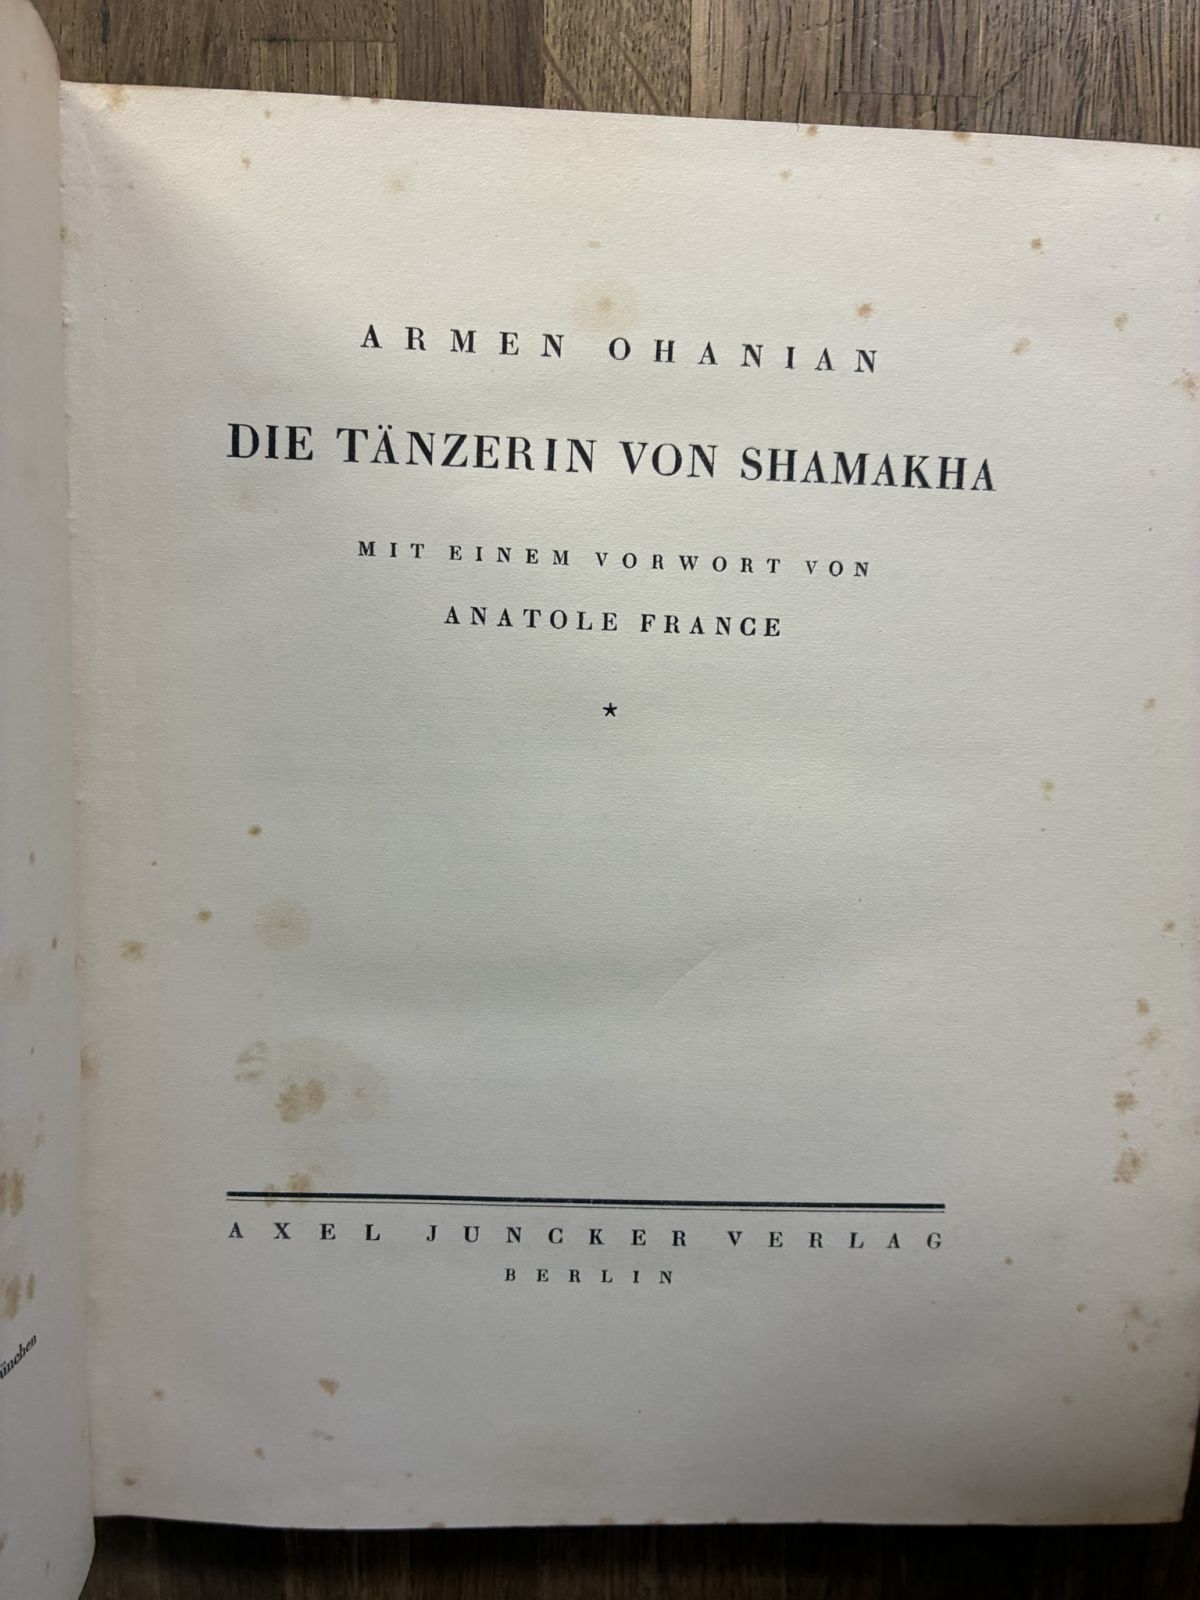 ARMEN OHANIAN
DIE TÄNZERIN VON SHAMAKHA
MIT EINEM VORWORT VON
ANATOLE FRANCE
*
AXEL JUNCKER VERLAG
BERLIN